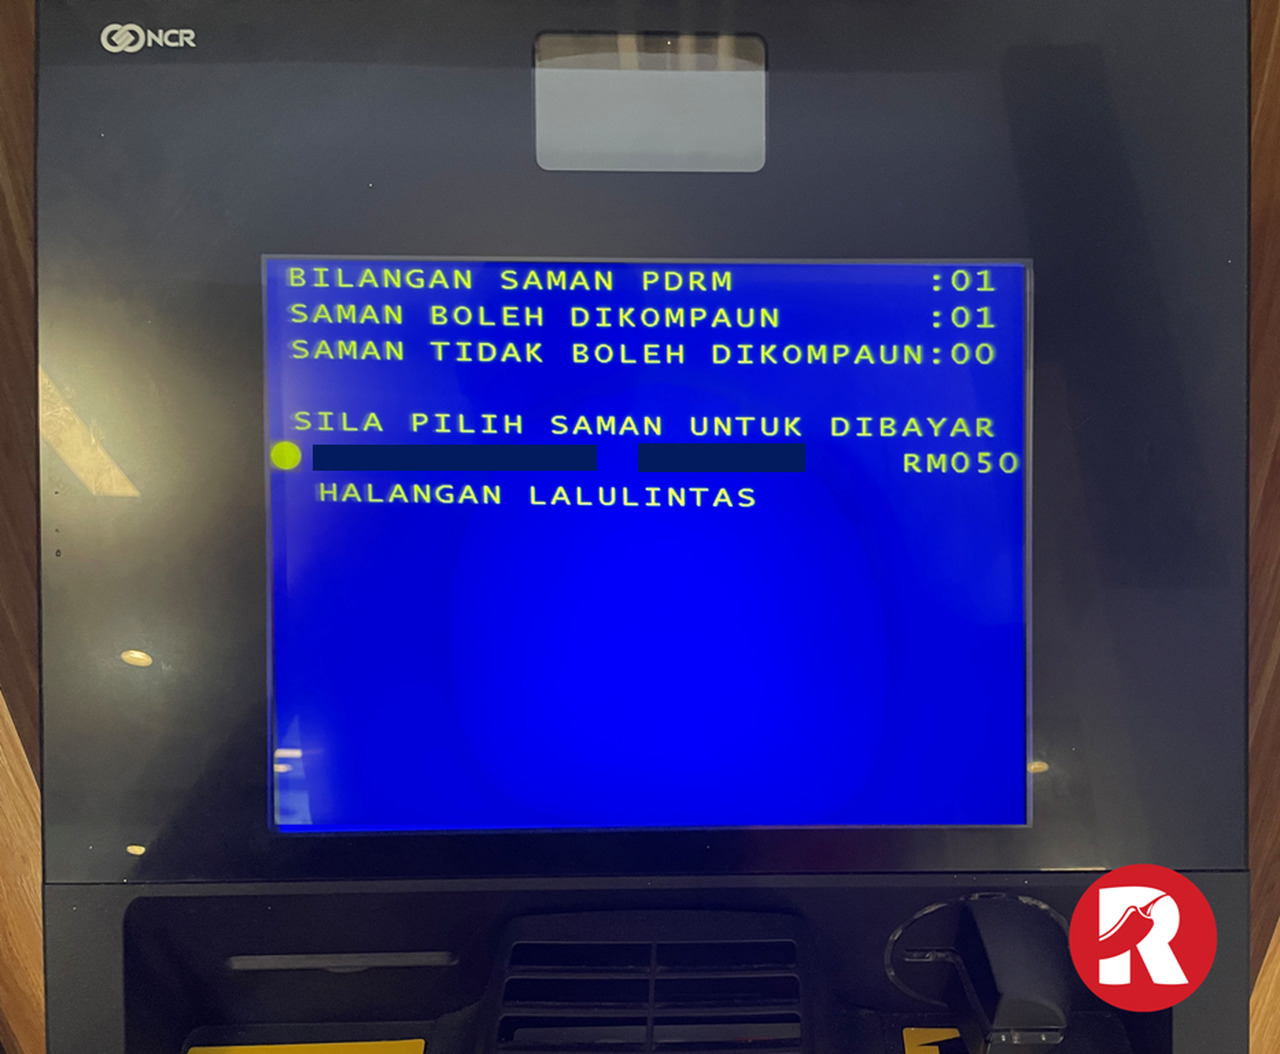 NCR
BILANGAN SAMAN PDRM :01
SAMAN BOLEH DIKOMPAUN :01
SAMAN TIDAK BOLEH DIKOMPAUN:00
SILA PILIH SAMAN UNTUK DIBAYAR
RM050
HALANGAN LALULINTAS
R